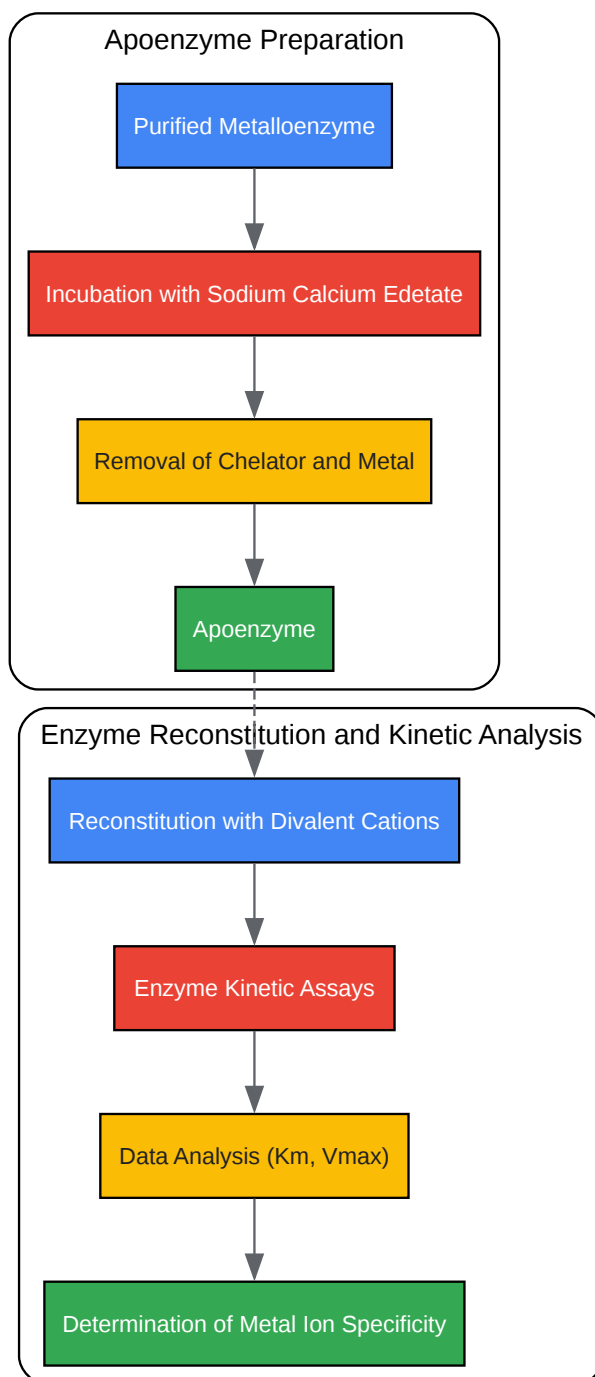 Apoenzyme Preparation
Purified Metalloenzyme
Incubation with Sodium Calcium Edetate
Removal of Chelator and Metal
Apoenzyme
Enzyme Reconstitution and Kinetic Analysis
Reconstitution with Divalent Cations
Enzyme Kinetic Assays
Data Analysis (Km, Vmax)
Determination of Metal Ion Specificity